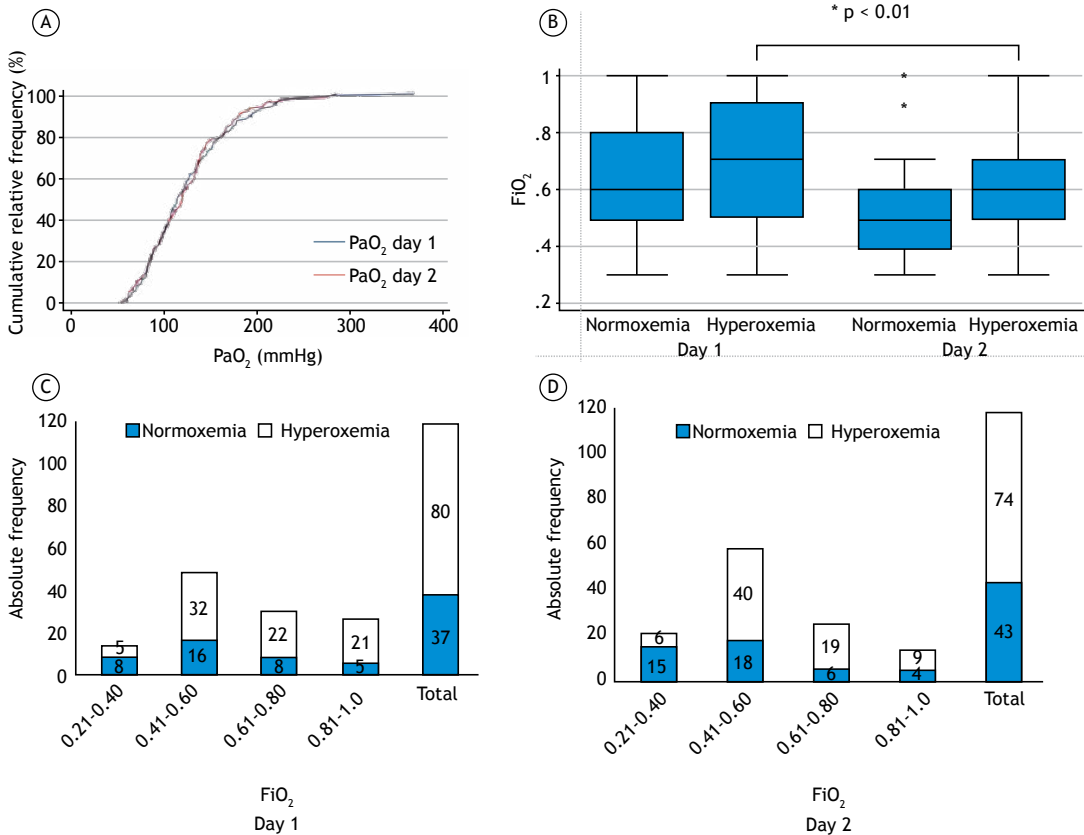 A
Cumulative relative frequency (%)
100
80
60
40
20
0
PaO2 day 1
PaO2 day 2
0 100 200 300 400
PaO2 (mmHg)
B
* p < 0.01
FiO2
1
.8
.6
.4
.2
* 
*
Normoxemia Hyperoxemia Normoxemia Hyperoxemia
Day 1 Day 2
C
Absolute frequency
120
100
80
60
40
20
0
Normoxemia Hyperoxemia
5
8
32
16
22
8
21
5
80
37
0.21-0.40 0.41-0.60 0.61-0.80 0.81-1.0 Total
FiO2
Day 1
D
Absolute frequency
120
100
80
60
40
20
0
Normoxemia Hyperoxemia
6
15
40
18
19
6
9
4
74
43
0.21-0.40 0.41-0.60 0.61-0.80 0.81-1.0 Total
FiO2
Day 2